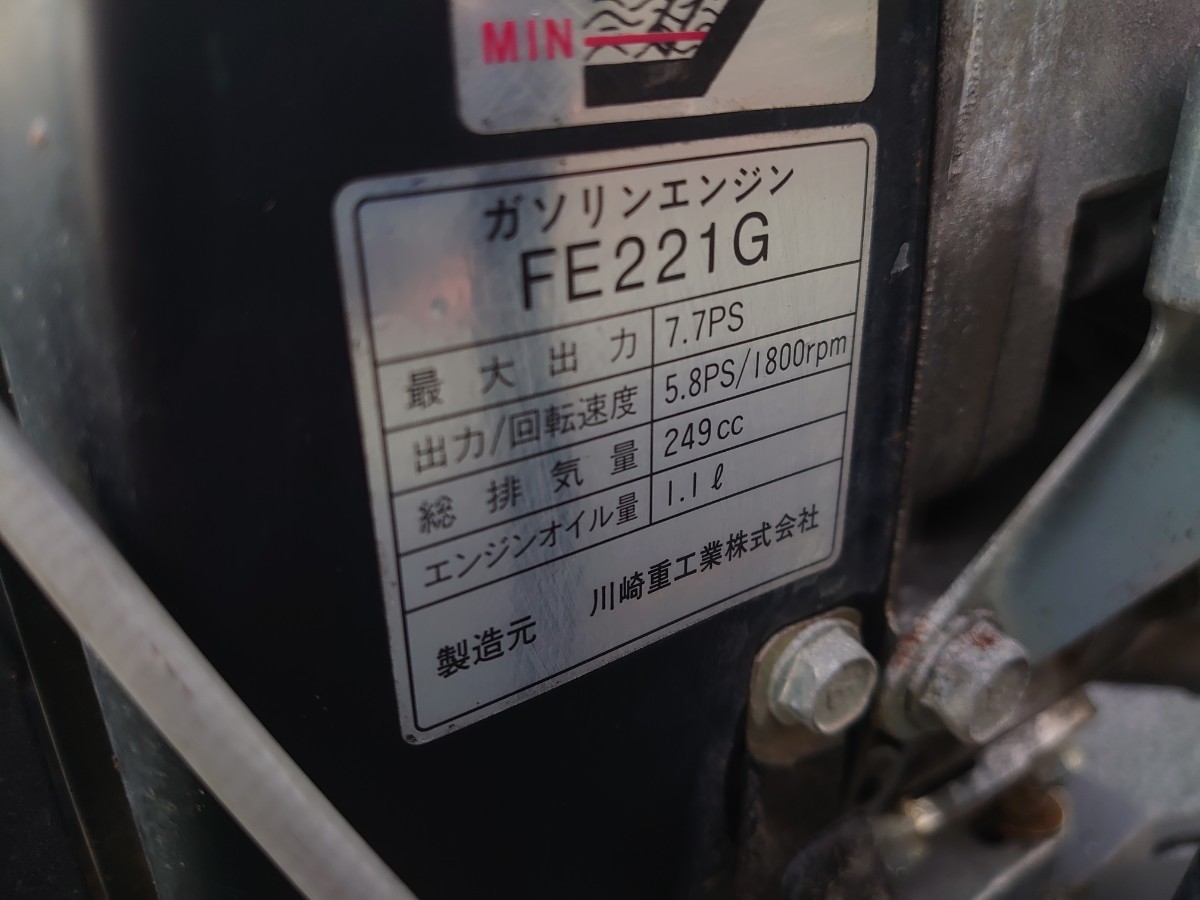 MIN
ガソリンエンジン
FE221G
最大出力 7.7PS
出力/回転速度 5.8PS/1800rpm
総排気量 249cc
エンジンオイル量 1.1ℓ
製造元 川崎重工業株式会社